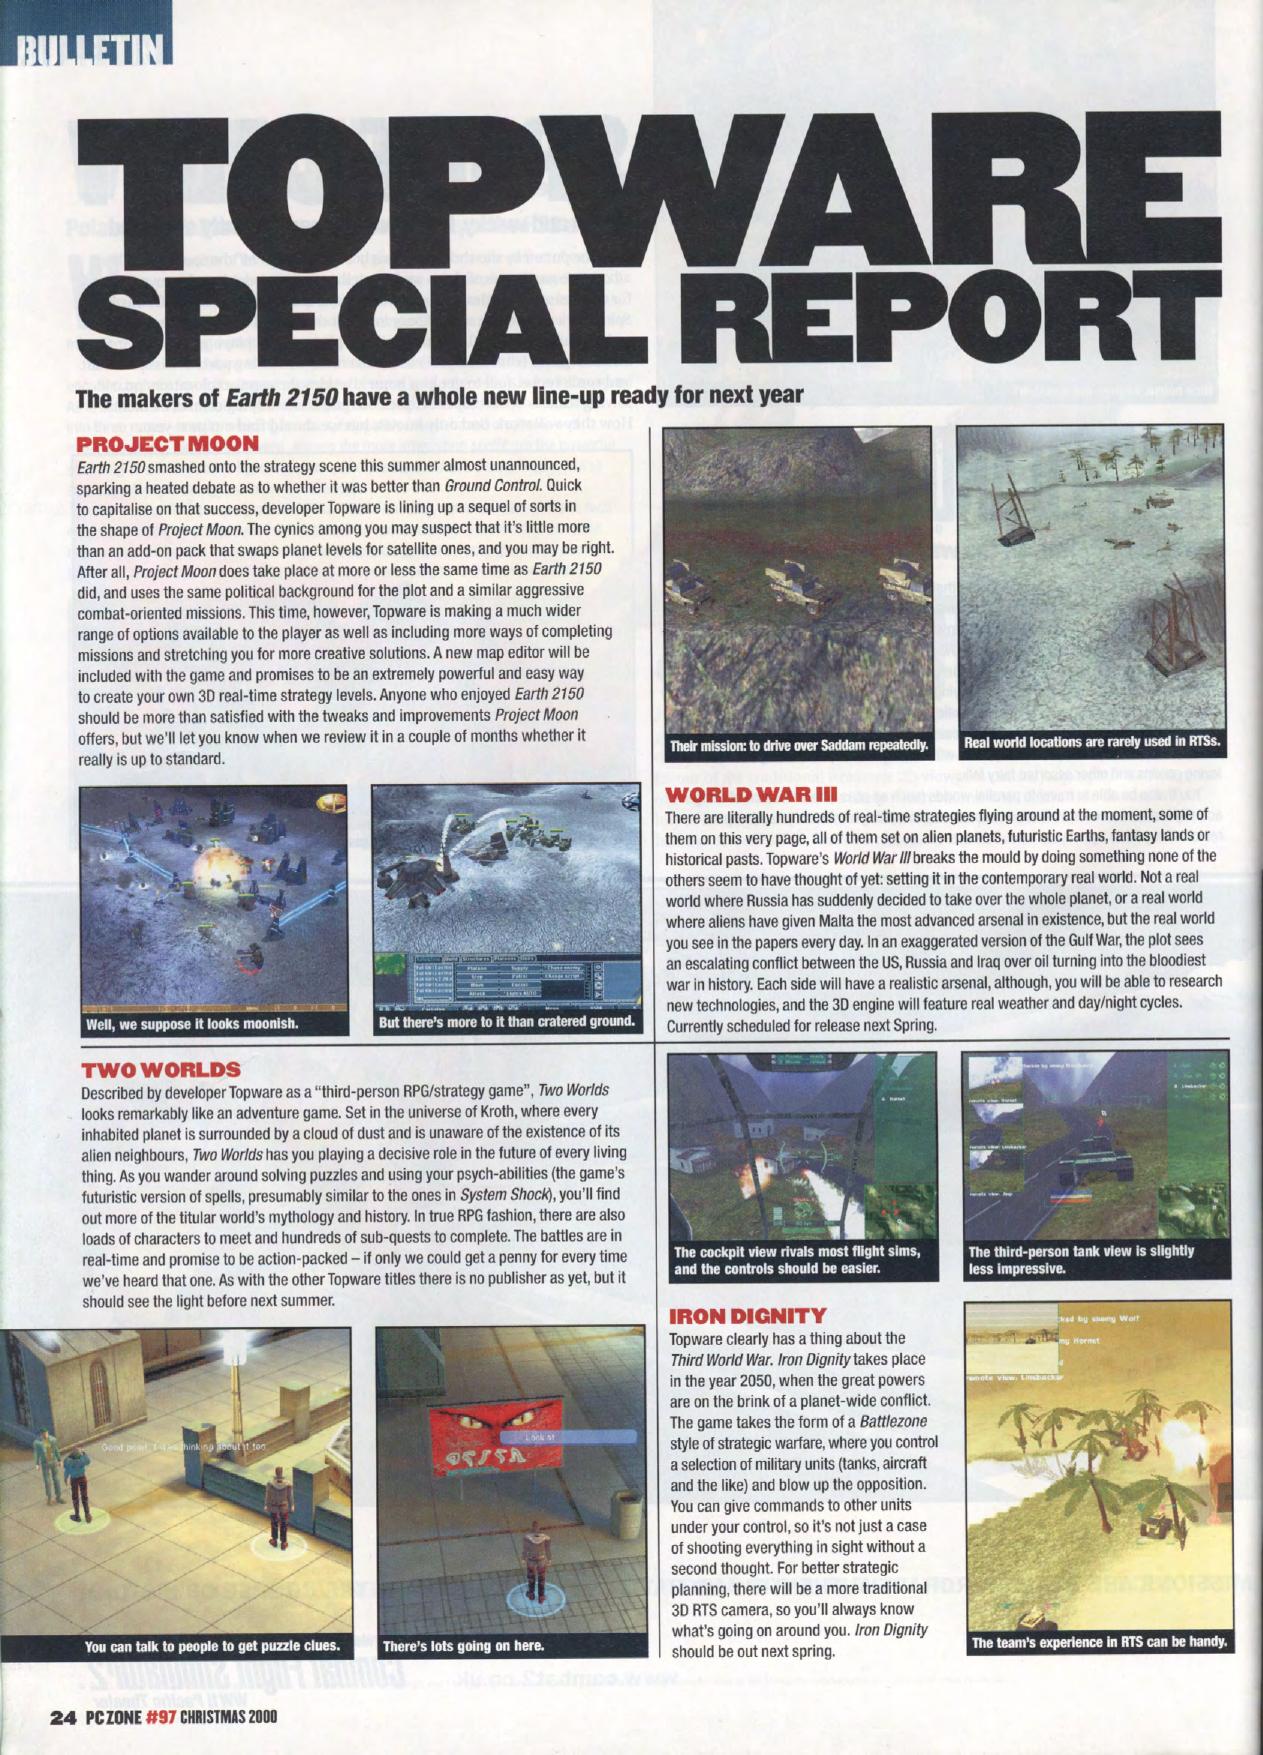 BULLETIN
TOPWARE
SPECIAL REPORT
The makers of Earth 2150 have a whole new line-up ready for next year
PROJECT MOON
Earth 2150 smashed onto the strategy scene this summer almost unannounced,
sparking a heated debate as to whether it was better than Ground Control. Quick
to capitalise on that success, developer Topware is lining up a sequel of sorts in
the shape of Project Moon. The cynics among you may suspect that it's little more
than an add-on pack that swaps planet levels for satellite ones, and you may be right.
After all, Project Moon does take place at more or less the same time as Earth 2150
did, and uses the same political background for the plot and a similar aggressive
combat-oriented missions. This time, however, Topware is making a much wider
range of options available to the player as well as including more ways of completing
missions and stretching you for more creative solutions. A new map editor will be
included with the game and promises to be an extremely powerful and easy way
to create your own 3D real-time strategy levels. Anyone who enjoyed Earth 2150
should be more than satisfied with the tweaks and improvements Project Moon
offers, but we'll let you know when we review it in a couple of months whether it
really is up to standard.
Well, we suppose it looks moonish.
But there's more to it than cratered ground.
Their mission: to drive over Saddam repeatedly.
Real world locations are rarely used in RTSs.
WORLD WAR III
There are literally hundreds of real-time strategies flying around at the moment, some of
them on this very page, all of them set on alien planets, futuristic Earths, fantasy lands or
historical pasts. Topware's World War III breaks the mould by doing something none of the
others seem to have thought of yet: setting it in the contemporary real world. Not a real
world where Russia has suddenly decided to take over the whole planet, or a real world
where aliens have given Malta the most advanced arsenal in existence, but the real world
you see in the papers every day. In an exaggerated version of the Gulf War, the plot sees
an escalating conflict between the US, Russia and Iraq over oil turning into the bloodiest
war in history. Each side will have a realistic arsenal, although, you will be able to research
new technologies, and the 3D engine will feature real weather and day/night cycles.
Currently scheduled for release next Spring.
TWO WORLDS
Described by developer Topware as a "third-person RPG/strategy game", Two Worlds
looks remarkably like an adventure game. Set in the universe of Kroth, where every
inhabited planet is surrounded by a cloud of dust and is unaware of the existence of its
alien neighbours, Two Worlds has you playing a decisive role in the future of every living
thing. As you wander around solving puzzles and using your psych-abilities (the game's
futuristic version of spells, presumably similar to the ones in System Shock), you'll find
out more of the titular world's mythology and history. In true RPG fashion, there are also
loads of characters to meet and hundreds of sub-quests to complete. The battles are in
real-time and promise to be action-packed – if only we could get a penny for every time
we've heard that one. As with the other Topware titles there is no publisher as yet, but it
should see the light before next summer.
Look at
You can talk to people to get puzzle clues.
There's lots going on here.
The cockpit view rivals most flight sims,
and the controls should be easier.
The third-person tank view is slightly
less impressive.
IRON DIGNITY
Topware clearly has a thing about the
Third World War. Iron Dignity takes place
in the year 2050, when the great powers
are on the brink of a planet-wide conflict.
The game takes the form of a Battlezone
style of strategic warfare, where you control
a selection of military units (tanks, aircraft
and the like) and blow up the opposition.
You can give commands to other units
under your control, so it's not just a case
of shooting everything in sight without a
second thought. For better strategic
planning, there will be a more traditional
3D RTS camera, so you'll always know
what's going on around you. Iron Dignity
should be out next spring.
ked by enemy Wolf
my Hornet
remote view: Linebacker
The team's experience in RTS can be handy.
24 PC ZONE #97 CHRISTMAS 2000